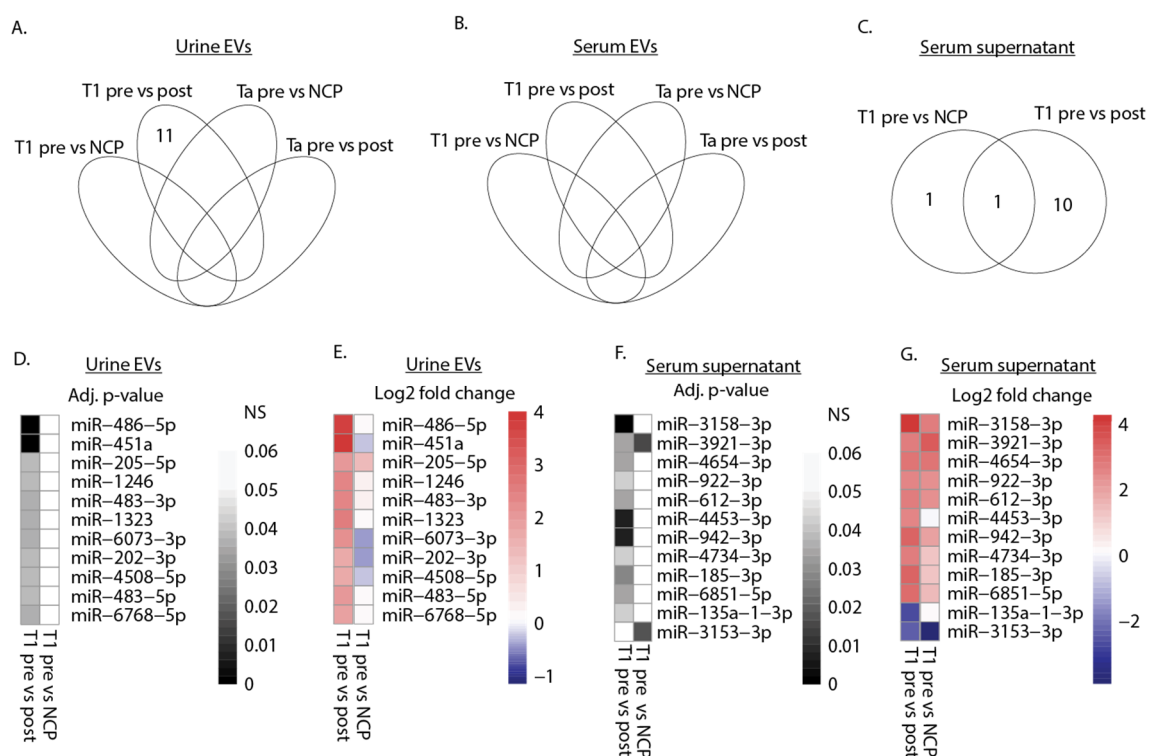 A.
Urine EVs
T1 pre vs post
Ta pre vs NCP
T1 pre vs NCP
Ta pre vs post
11
B.
Serum EVs
T1 pre vs post
Ta pre vs NCP
T1 pre vs NCP
Ta pre vs post
C.
Serum supernatant
T1 pre vs NCP
T1 pre vs post
1
1
10
D.
Urine EVs
Adj. p-value
miR−486−5p
miR−451a
miR−205−5p
miR−1246
miR−483−3p
miR−1323
miR−6073−3p
miR−202−3p
miR−4508−5p
miR−483−5p
miR−6768−5p
T1 pre vs post
T1 pre vs NCP
NS
0.06
0.05
0.04
0.03
0.02
0.01
0
E.
Urine EVs
Log2 fold change
miR−486−5p
miR−451a
miR−205−5p
miR−1246
miR−483−3p
miR−1323
miR−6073−3p
miR−202−3p
miR−4508−5p
miR−483−5p
miR−6768−5p
T1 pre vs post
T1 pre vs NCP
4
3
2
1
0
−1
F.
Serum supernatant
Adj. p-value
miR−3158−3p
miR−3921−3p
miR−4654−3p
miR−922−3p
miR−612−3p
miR−4453−3p
miR−942−3p
miR−4734−3p
miR−185−3p
miR−6851−5p
miR−135a−1−3p
miR−3153−3p
T1 pre vs post
T1 pre vs NCP
NS
0.06
0.05
0.04
0.03
0.02
0.01
0
G.
Serum supernatant
Log2 fold change
miR−3158−3p
miR−3921−3p
miR−4654−3p
miR−922−3p
miR−612−3p
miR−4453−3p
miR−942−3p
miR−4734−3p
miR−185−3p
miR−6851−5p
miR−135a−1−3p
miR−3153−3p
T1 pre vs post
T1 pre vs NCP
4
2
0
−2